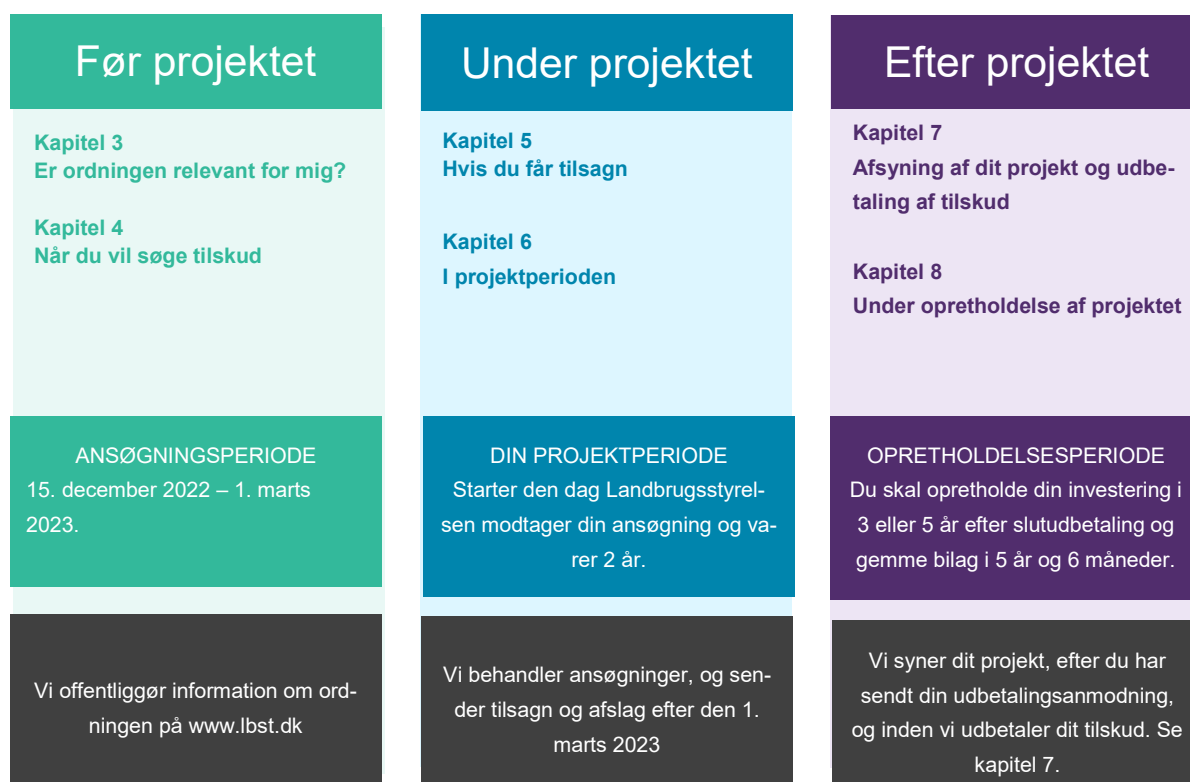 Før projektet
Kapitel 3
Er ordningen relevant for mig?
Kapitel 4
Når du vil søge tilskud
ANSØGNINGSPERIODE
15. december 2022 – 1. marts
2023.
Vi offentliggør information om ord-
ningen på www.lbst.dk
Under projektet
Kapitel 5
Hvis du får tilsagn
Kapitel 6
I projektperioden
DIN PROJEKTPERIODE
Starter den dag Landbrugsstyrel-
sen modtager din ansøgning og va-
rer 2 år.
Vi behandler ansøgninger, og sen-
der tilsagn og afslag efter den 1.
marts 2023
Efter projektet
Kapitel 7
Afsyning af dit projekt og udbe-
taling af tilskud
Kapitel 8
Under opretholdelse af projektet
OPRETHOLDELSESPERIODE
Du skal opretholde din investering i
3 eller 5 år efter slutudbetaling og
gemme bilag i 5 år og 6 måneder.
Vi syner dit projekt, efter du har
sendt din udbetalingsanmodning,
og inden vi udbetaler dit tilskud. Se
kapitel 7.